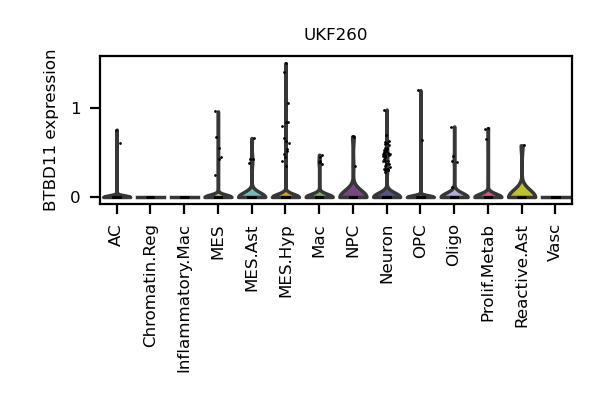 UKF260
BTBD11 expression
1
0
AC
Chromatin.Reg
Inflammatory.Mac
MES
MES.Ast
MES.Hyp
Mac
NPC
Neuron
OPC
Oligo
Prolif.Metab
Reactive.Ast
Vasc